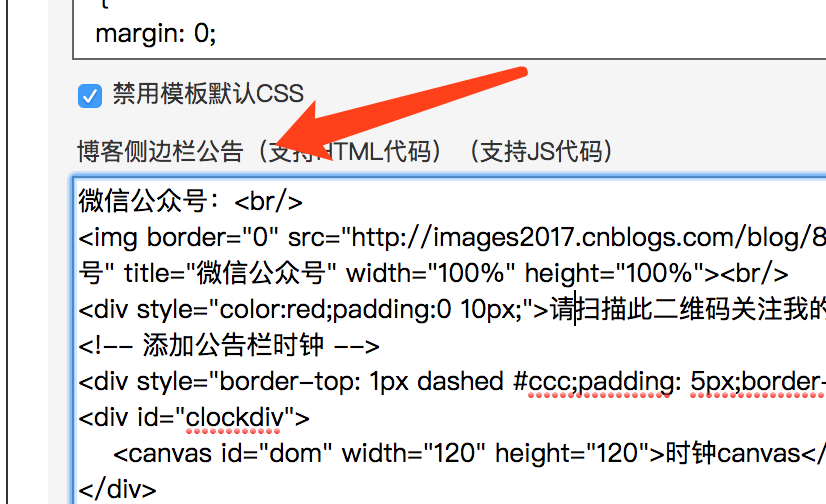 margin: 0;
禁用模板默认CSS
博客侧边栏公告（支持HTML代码）（支持JS代码）
微信公众号：<br/>
<img border="0" src="http://images2017.cnblogs.com/blog/8
号" title="微信公众号" width="100%" height="100%"><br/>
<div style="color:red;padding:0 10px;">请扫描此二维码关注我的
<!-- 添加公告栏时钟 -->
<div style="border-top: 1px dashed #ccc;padding: 5px;border-
<div id="clockdiv">
    <canvas id="dom" width="120" height="120">时钟canvas</
</div>